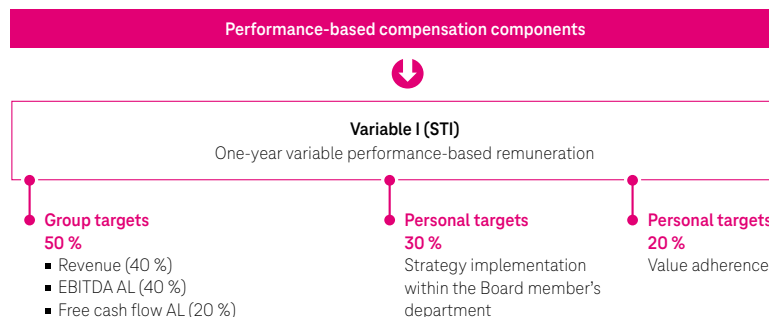 Performance-based compensation components
Variable I (STI)
One-year variable performance-based remuneration
Group targets
50 %
▪ Revenue (40 %)
▪ EBITDA AL (40 %)
▪ Free cash flow AL (20 %)
Personal targets
30 %
Strategy implementation
within the Board member’s
department
Personal targets
20 %
Value adherence